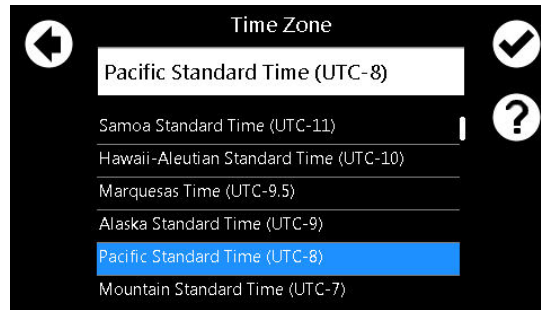 Time Zone
Pacific Standard Time (UTC-8)
Samoa Standard Time (UTC-11)
Hawaii-Aleutian Standard Time (UTC-10)
Marquesas Time (UTC-9.5)
Alaska Standard Time (UTC-9)
Pacific Standard Time (UTC-8)
Mountain Standard Time (UTC-7)
?